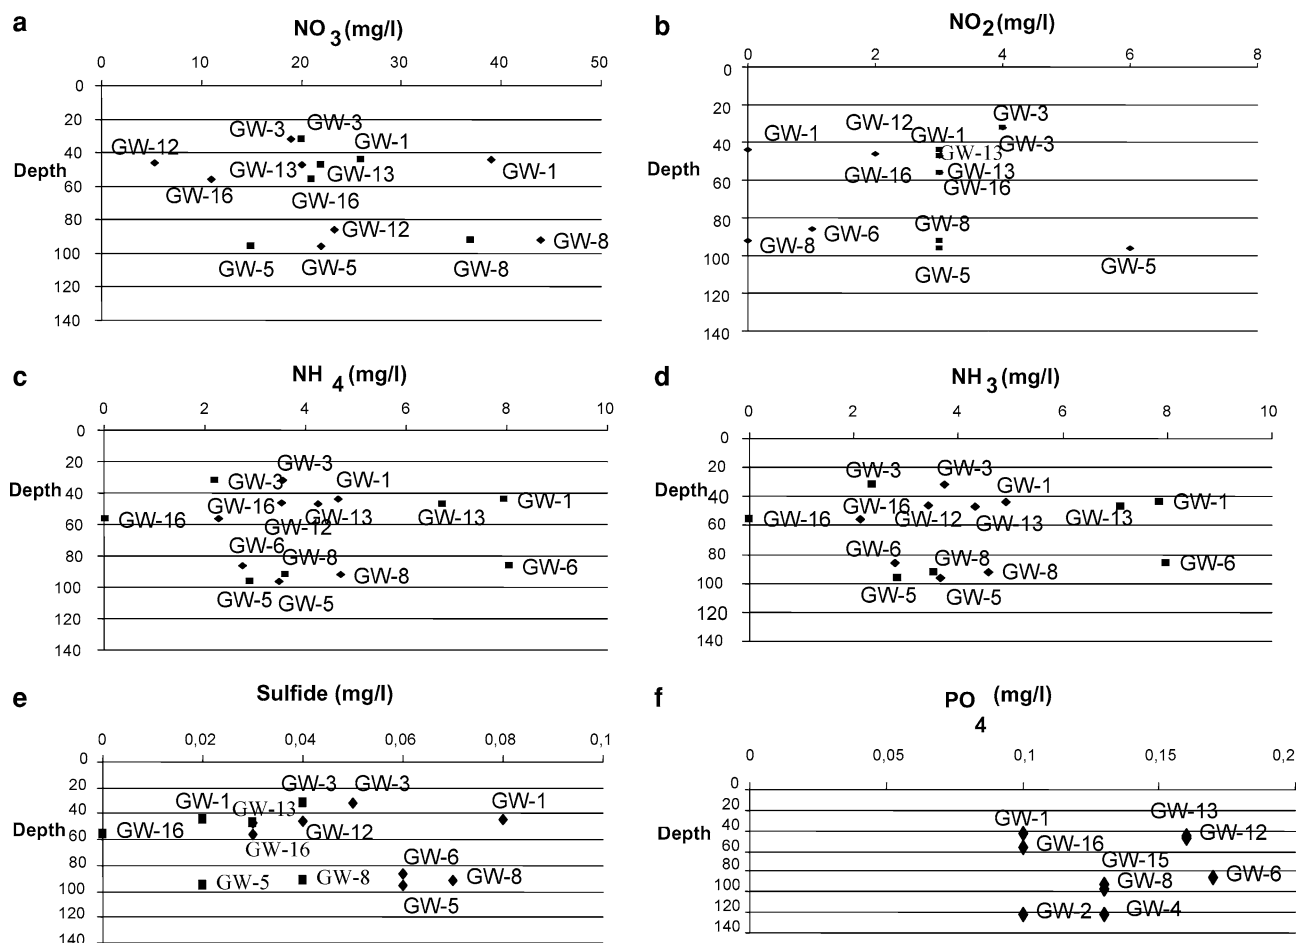 a
NO 3 (mg/l)
0 10 20 30 40 50
0
20
40
60
80
100
120
140
Depth
GW-3
GW-3
GW-1
GW-12
GW-13
GW-13
GW-1
GW-16
GW-16
GW-12
GW-8
GW-5
GW-5
GW-8
b
NO2 (mg/l)
0 2 4 6 8
0
20
40
60
80
100
120
140
Depth
GW-3
GW-12
GW-1
GW-1
GW-3
GW-13
GW-16
GW-13
GW-16
GW-8
GW-6
GW-8
GW-5
GW-5
c
NH 4 (mg/l)
0 2 4 6 8 10
0
20
40
60
80
100
120
140
Depth
GW-3
GW-3
GW-1
GW-1
GW-16
GW-16
GW-13
GW-13
GW-12
GW-6
GW-8
GW-6
GW-8
GW-5
GW-5
d
NH 3 (mg/l)
0 2 4 6 8 10
0
20
40
60
80
100
120
140
Depth
GW-3
GW-3
GW-1
GW-1
GW-16
GW-16
GW-12
GW-13
GW-13
GW-6
GW-8
GW-8
GW-6
GW-5
GW-5
e
Sulfide (mg/l)
0 0,02 0,04 0,06 0,08 0,1
0
20
40
60
80
100
120
140
Depth
GW-3
GW-3
GW-1
GW-13
GW-1
GW-16
GW-12
GW-16
GW-6
GW-5
GW-8
GW-8
GW-5
f
PO 4 (mg/l)
0 0,05 0,1 0,15 0,2
0
20
40
60
80
100
120
140
Depth
GW-13
GW-1
GW-12
GW-16
GW-15
GW-8
GW-6
GW-2
GW-4